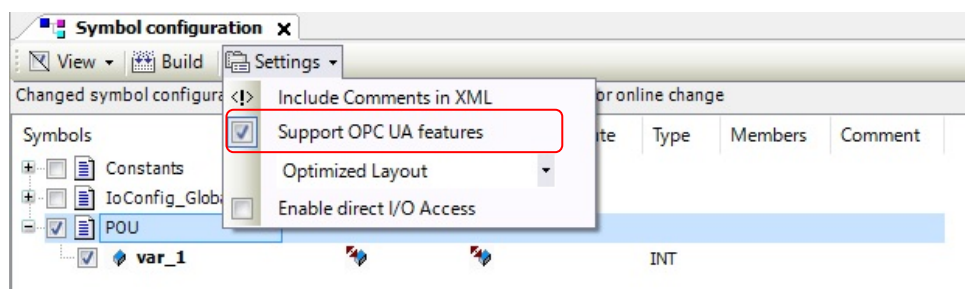 Symbol configuration X
View Build Settings
Changed symbol configura or online change
<!> Include Comments in XML
Symbols Support OPC UA features ite Type Members Comment
Constants Optimized Layout
IoConfig_Globa Enable direct I/O Access
POU
var_1 INT